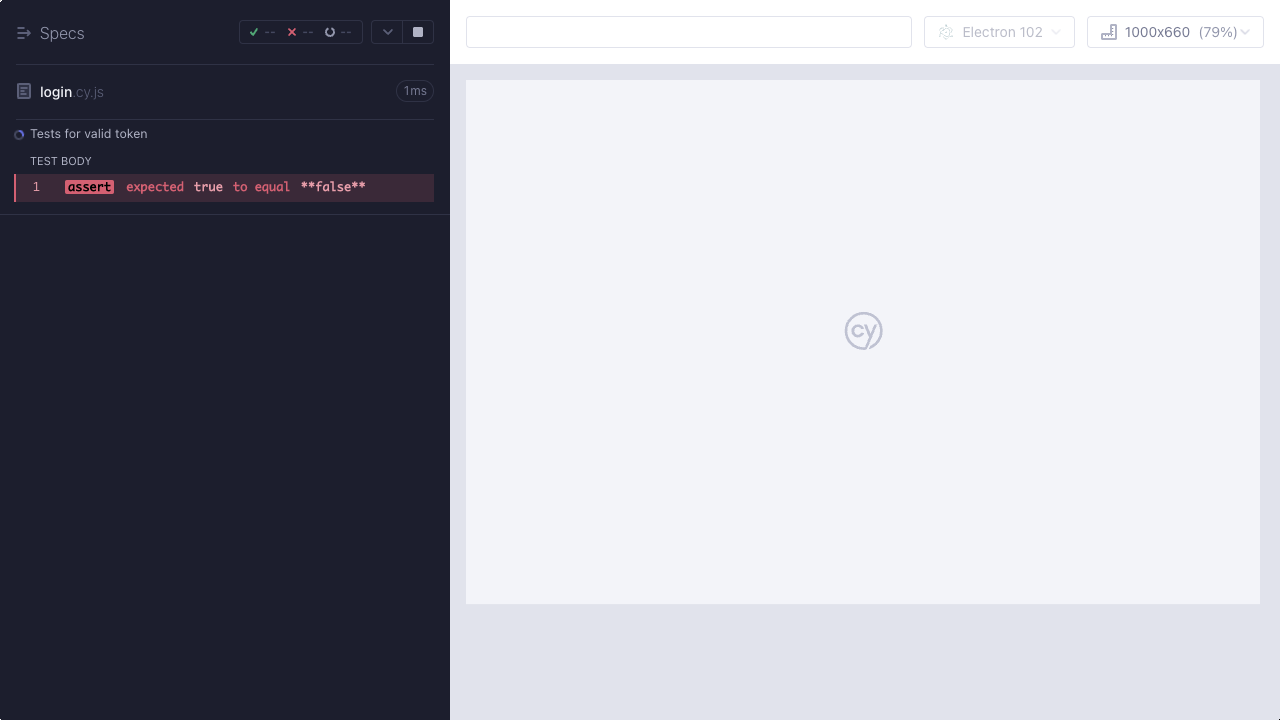 Specs
-- -- --
Electron 102
1000x660 (79%)
login.cy.js
1ms
Tests for valid token
TEST BODY
1 assert expected true to equal **false**
cy